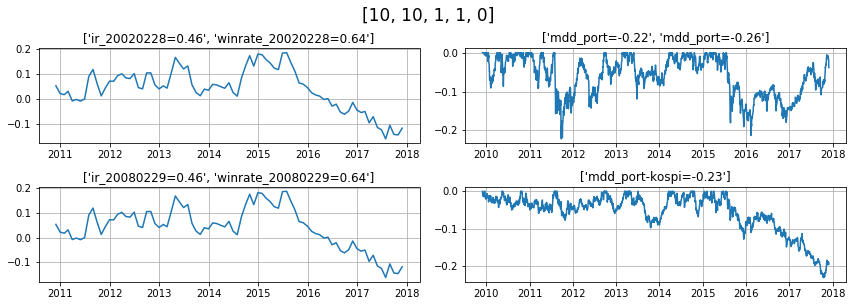 [10, 10, 1, 1, 0]
['ir_20020228=0.46', 'winrate_20020228=0.64']
0.2
0.1
0.0
−0.1
2011 2012 2013 2014 2015 2016 2017 2018
['mdd_port=-0.22', 'mdd_port=-0.26']
0.0
−0.1
−0.2
2010 2011 2012 2013 2014 2015 2016 2017 2018
['ir_20080229=0.46', 'winrate_20080229=0.64']
0.2
0.1
0.0
−0.1
2011 2012 2013 2014 2015 2016 2017 2018
['mdd_port-kospi=-0.23']
0.0
−0.1
−0.2
2010 2011 2012 2013 2014 2015 2016 2017 2018